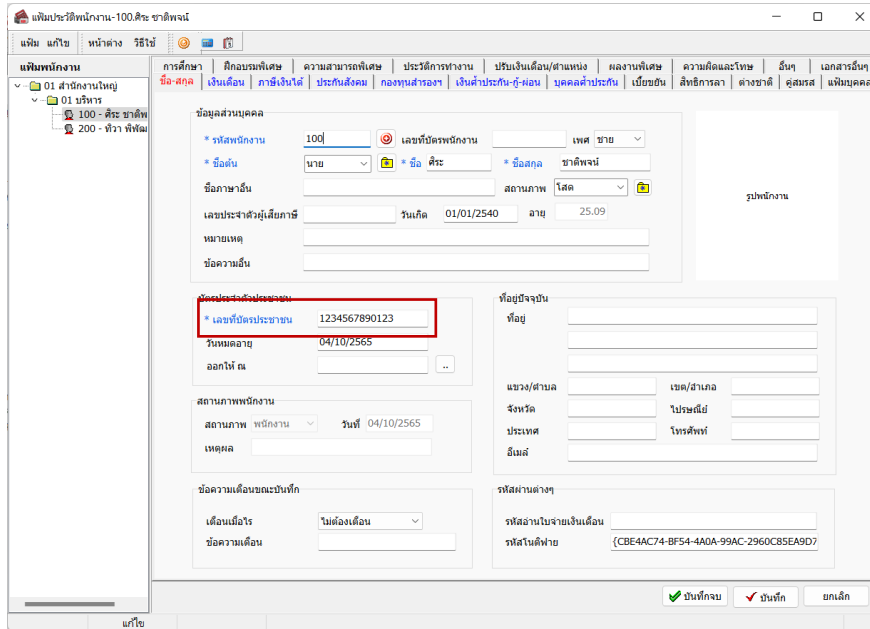 แฟ้มประวัติพนักงาน-100.ศิระ ชาติพจน์
แฟ้ม แก้ไข หน้าต่าง วิธีใช้
แฟ้มพนักงาน
01 สำนักงานใหญ่
01 บริหาร
100 - ศิระ ชาติพ
200 - ทิวา พิพัฒ
การศึกษา ฝึกอบรมพิเศษ ความสามารถพิเศษ ประวัติการทำงาน ปรับเงินเดือน/ตำแหน่ง ผลงานพิเศษ ความผิดและโทษ อื่นๆ เอกสารอื่นๆ
ชื่อ-สกุล เงินเดือน ภาษีเงินได้ ประกันสังคม กองทุนสำรองฯ เงินค้ำประกัน-กู้-ผ่อน บุคคลค้ำประกัน เบี้ยขยัน สิทธิการลา ต่างชาติ คู่สมรส แฟ้มบุคคล
ข้อมูลส่วนบุคคล
* รหัสพนักงาน 100 เลขที่บัตรพนักงาน เพศ ชาย
* ชื่อต้น นาย * ชื่อ ศิระ * ชื่อสกุล ชาติพจน์
ชื่อภาษาอื่น สถานภาพ โสด
เลขประจำตัวผู้เสียภาษี วันเกิด 01/01/2540 อายุ 25.09
หมายเหตุ
ข้อความอื่น
รูปพนักงาน
บัตรประจำตัวประชาชน
* เลขที่บัตรประชาชน 1234567890123
วันหมดอายุ 04/10/2565
ออกให้ ณ ..
สถานภาพพนักงาน
สถานภาพ พนักงาน วันที่ 04/10/2565
เหตุผล
ที่อยู่ปัจจุบัน
ที่อยู่
แขวง/ตำบล เขต/อำเภอ
จังหวัด ไปรษณีย์
ประเทศ โทรศัพท์
อีเมล์
ข้อความเตือนขณะบันทึก
เตือนเมื่อไร ไม่ต้องเตือน
ข้อความเตือน
รหัสผ่านต่างๆ
รหัสอ่านใบจ่ายเงินเดือน
รหัสโนติฟาย {CBE4AC74-BF54-4A0A-99AC-2960C85EA9D7
บันทึกจบ บันทึก ยกเลิก
แก้ไข